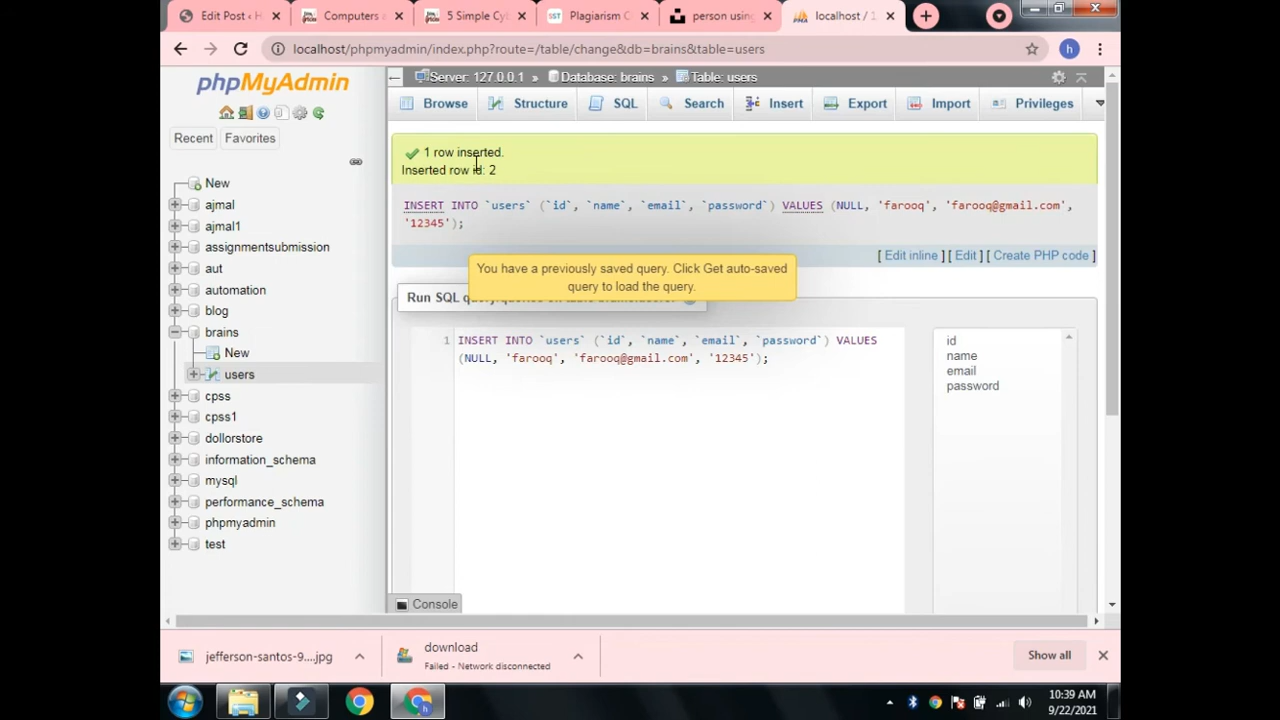 Edit Post ‹ H
Computers a
5 Simple Cy
SST Plagiarism C
person using
localhost / 1
localhost/phpmyadmin/index.php?route=/table/change&db=brains&table=users
h
phpMyAdmin
Recent Favorites
New
ajmal
ajmal1
assignmentsubmission
aut
automation
blog
brains
New
users
cpss
cpss1
dollorstore
information_schema
mysql
performance_schema
phpmyadmin
test
Server: 127.0.0.1 » Database: brains » Table: users
Browse Structure SQL Search Insert Export Import Privileges
1 row inserted.
Inserted row id: 2
INSERT INTO `users` (`id`, `name`, `email`, `password`) VALUES (NULL, 'farooq', 'farooq@gmail.com',
'12345');
[ Edit inline ] [ Edit ] [ Create PHP code ]
You have a previously saved query. Click Get auto-saved
query to load the query.
Run SQL
1 INSERT INTO `users` (`id`, `name`, `email`, `password`) VALUES
(NULL, 'farooq', 'farooq@gmail.com', '12345');
id
name
email
password
Console
jefferson-santos-9....jpg
download
Failed - Network disconnected
Show all
h
10:39 AM
9/22/2021